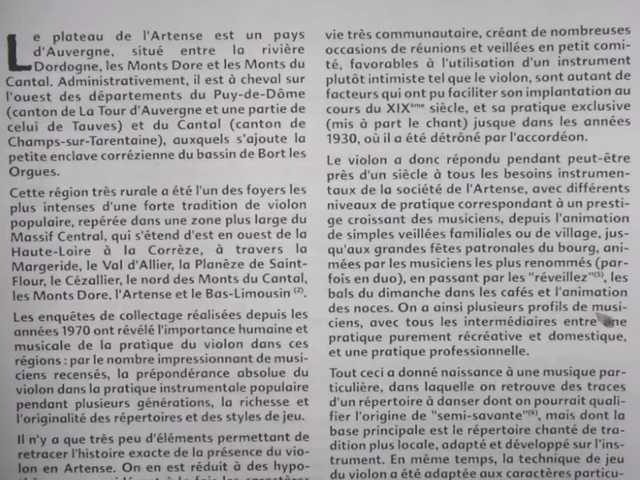 Le plateau de l'Artense est un pays
d'Auvergne, situé entre la rivière
Dordogne, les Monts Dore et les Monts du
Cantal. Administrativement, il est à cheval sur
l'ouest des départements du Puy-de-Dôme
(canton de La Tour d'Auvergne et une partie de
celui de Tauves) et du Cantal (canton de
Champs-sur-Tarentaine), auxquels s'ajoute la
petite enclave corrézienne du bassin de Bort les
Orgues.
Cette région très rurale a été l'un des foyers les
plus intenses d'une forte tradition de violon
populaire, repérée dans une zone plus large du
Massif Central, qui s'étend d'est en ouest de la
Haute-Loire à la Corrèze, à travers la
Margeride, le Val d'Allier, la Planèze de Saint-
Flour, le Cézallier, le nord des Monts du Cantal,
les Monts Dore, l'Artense et le Bas-Limousin (2).
Les enquêtes de collectage réalisées depuis les
années 1970 ont révélé l'importance humaine et
musicale de la pratique du violon dans ces
régions : par le nombre impressionnant de musi-
ciens recensés, la prépondérance absolue du
violon dans la pratique instrumentale populaire
pendant plusieurs générations, la richesse et
l'originalité des répertoires et des styles de jeu.
Il n'y a que très peu d'éléments permettant de
retracer l'histoire exacte de la présence du vio-
lon en Artense. On en est réduit à des hypo-
vie très communautaire, créant de nombreuses
occasions de réunions et veillées en petit comi-
té, favorables à l'utilisation d'un instrument
plutôt intimiste tel que le violon, sont autant de
facteurs qui ont pu faciliter son implantation au
cours du XIXème siècle, et sa pratique exclusive
(mis à part le chant) jusque dans les années
1930, où il a été détrôné par l'accordéon.
Le violon a donc répondu pendant peut-être
près d'un siècle à tous les besoins instrumen-
taux de la société de l'Artense, avec différents
niveaux de pratique correspondant à un presti-
ge croissant des musiciens, depuis l'animation
de simples veillées familiales ou de village, jus-
qu'aux grandes fêtes patronales du bourg, ani-
mées par les musiciens les plus renommés (par-
fois en duo), en passant par les "réveillez"(5), les
bals du dimanche dans les cafés et l'animation
des noces. On a ainsi plusieurs profils de musi-
ciens, avec tous les intermédiaires entre une
pratique purement récréative et domestique,
et une pratique professionnelle.
Tout ceci a donné naissance à une musique par-
ticulière, dans laquelle on retrouve des traces
d'un répertoire à danser dont on pourrait quali-
fier l'origine de "semi-savante"(6), mais dont la
base principale est le répertoire chanté de tra-
dition plus locale, adapté et développé sur l'ins-
trument. En même temps, la technique de jeu
du violon a été adaptée aux caractères particu-